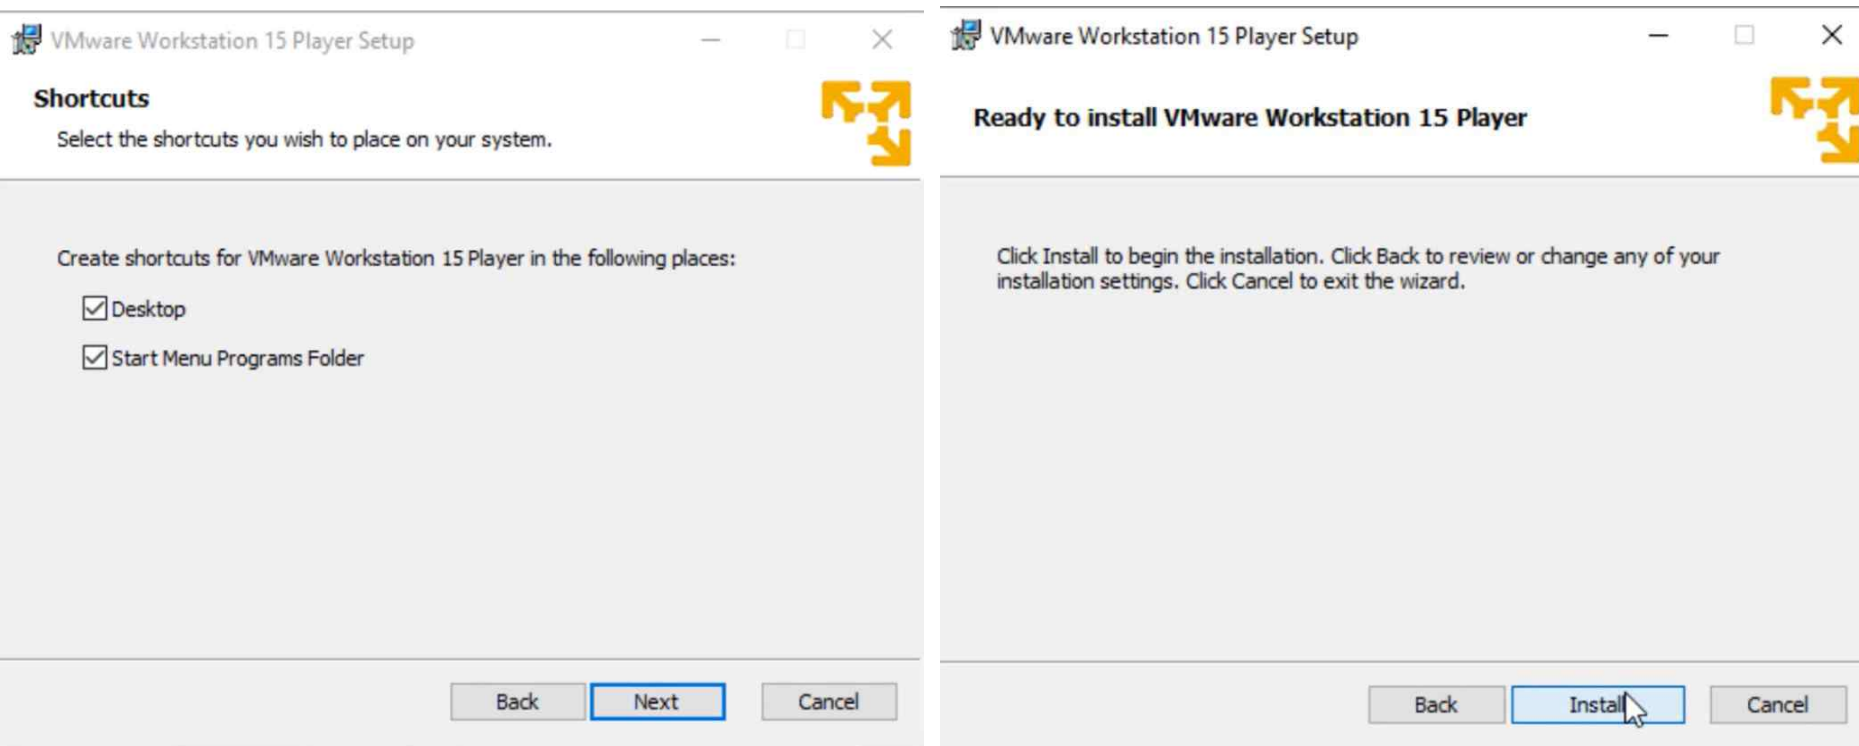 VMware Workstation 15 Player Setup
Shortcuts
Select the shortcuts you wish to place on your system.
Create shortcuts for VMware Workstation 15 Player in the following places:
Desktop
Start Menu Programs Folder
Back
Next
Cancel
VMware Workstation 15 Player Setup
Ready to install VMware Workstation 15 Player
Click Install to begin the installation. Click Back to review or change any of your
installation settings. Click Cancel to exit the wizard.
Back
Install
Cancel